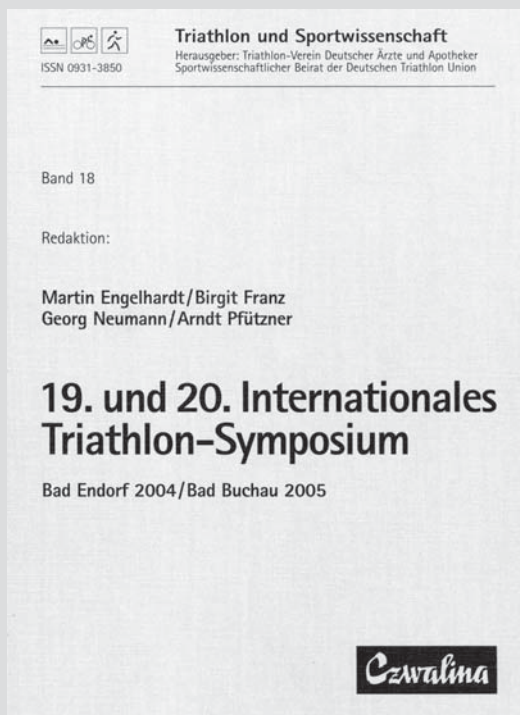 ISSN 0931-3850
Triathlon und Sportwissenschaft
Herausgeber: Triathlon-Verein Deutscher Ärzte und Apotheker
Sportwissenschaftlicher Beirat der Deutschen Triathlon Union
Band 18
Redaktion:
Martin Engelhardt/Birgit Franz
Georg Neumann/Arndt Pfützner
19. und 20. Internationales
Triathlon-Symposium
Bad Endorf 2004/Bad Buchau 2005
Czwalina